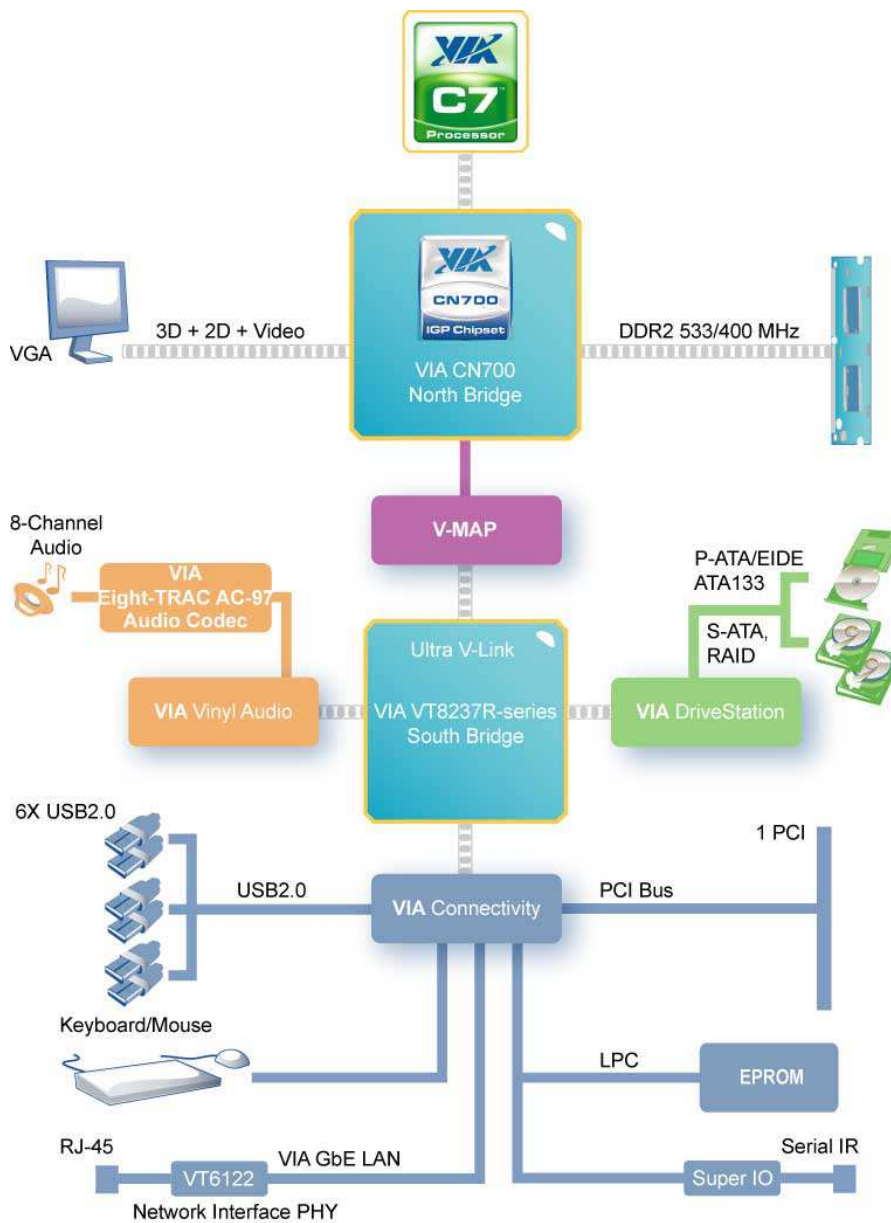 VIA
C7™
Processor
VIA
CN700
IGP Chipset
VIA CN700
North Bridge
VGA
3D + 2D + Video
DDR2 533/400 MHz
V-MAP
8-Channel
Audio
VIA
Eight-TRAC AC-97
Audio Codec
P-ATA/EIDE
ATA133
S-ATA,
RAID
Ultra V-Link
VIA VT8237R-series
South Bridge
VIA Vinyl Audio
VIA DriveStation
6X USB2.0
USB2.0
VIA Connectivity
PCI Bus
1 PCI
Keyboard/Mouse
LPC
EPROM
RJ-45
VT6122
VIA GbE LAN
Network Interface PHY
Super IO
Serial IR